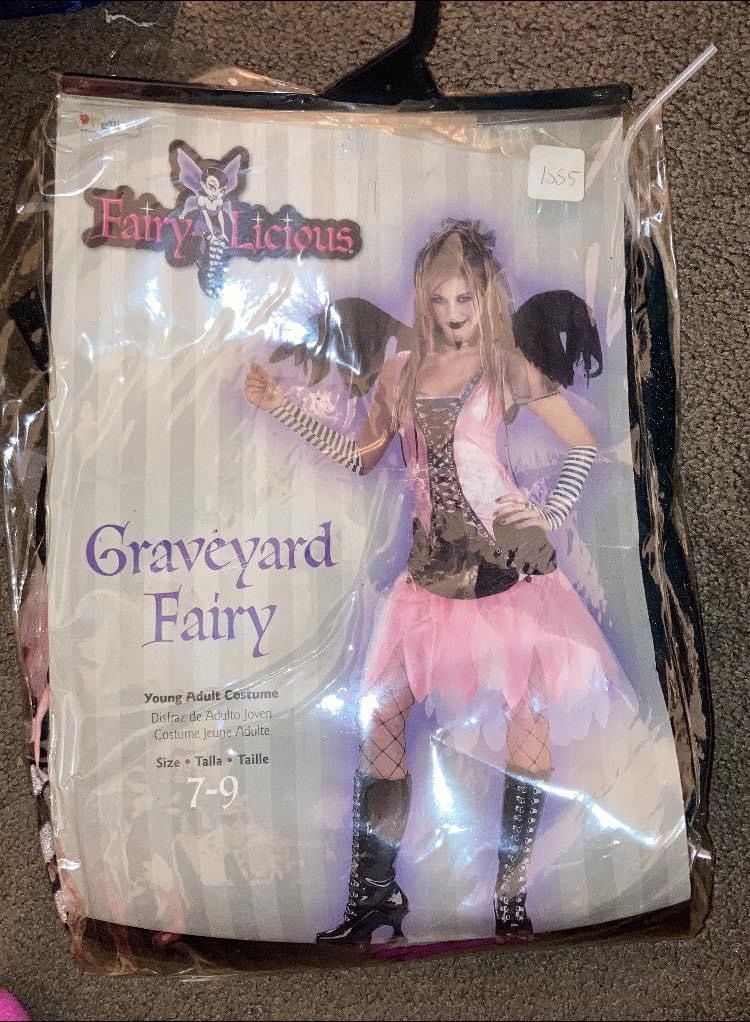 1555
Fairy-Licious
Graveyard
Fairy
Young Adult Costume
Disfraz de Adulto Joven
Costume Jeune Adulte
Size • Talla • Taille
7-9